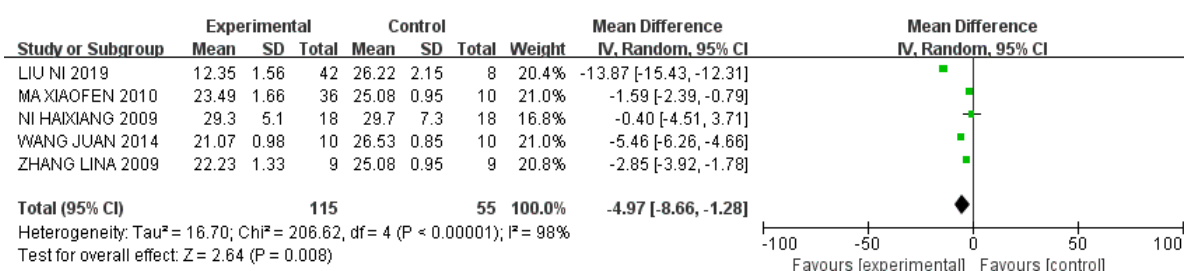 Experimental Control Mean Difference Mean Difference
Study or Subgroup Mean SD Total Mean SD Total Weight IV, Random, 95% CI IV, Random, 95% CI
LIU NI 2019 12.35 1.56 42 26.22 2.15 8 20.4% -13.87 [-15.43, -12.31]
MA XIAOFEN 2010 23.49 1.66 36 25.08 0.95 10 21.0% -1.59 [-2.39, -0.79]
NI HAIXIANG 2009 29.3 5.1 18 29.7 7.3 18 16.8% -0.40 [-4.51, 3.71]
WANG JUAN 2014 21.07 0.98 10 26.53 0.85 10 21.0% -5.46 [-6.26, -4.66]
ZHANG LINA 2009 22.23 1.33 9 25.08 0.95 9 20.8% -2.85 [-3.92, -1.78]
Total (95% CI) 115 55 100.0% -4.97 [-8.66, -1.28]
Heterogeneity: Tau² = 16.70; Chi² = 206.62, df = 4 (P < 0.00001); I² = 98%
Test for overall effect: Z = 2.64 (P = 0.008)
-100 -50 0 50 100
Favours [experimental] Favours [control]